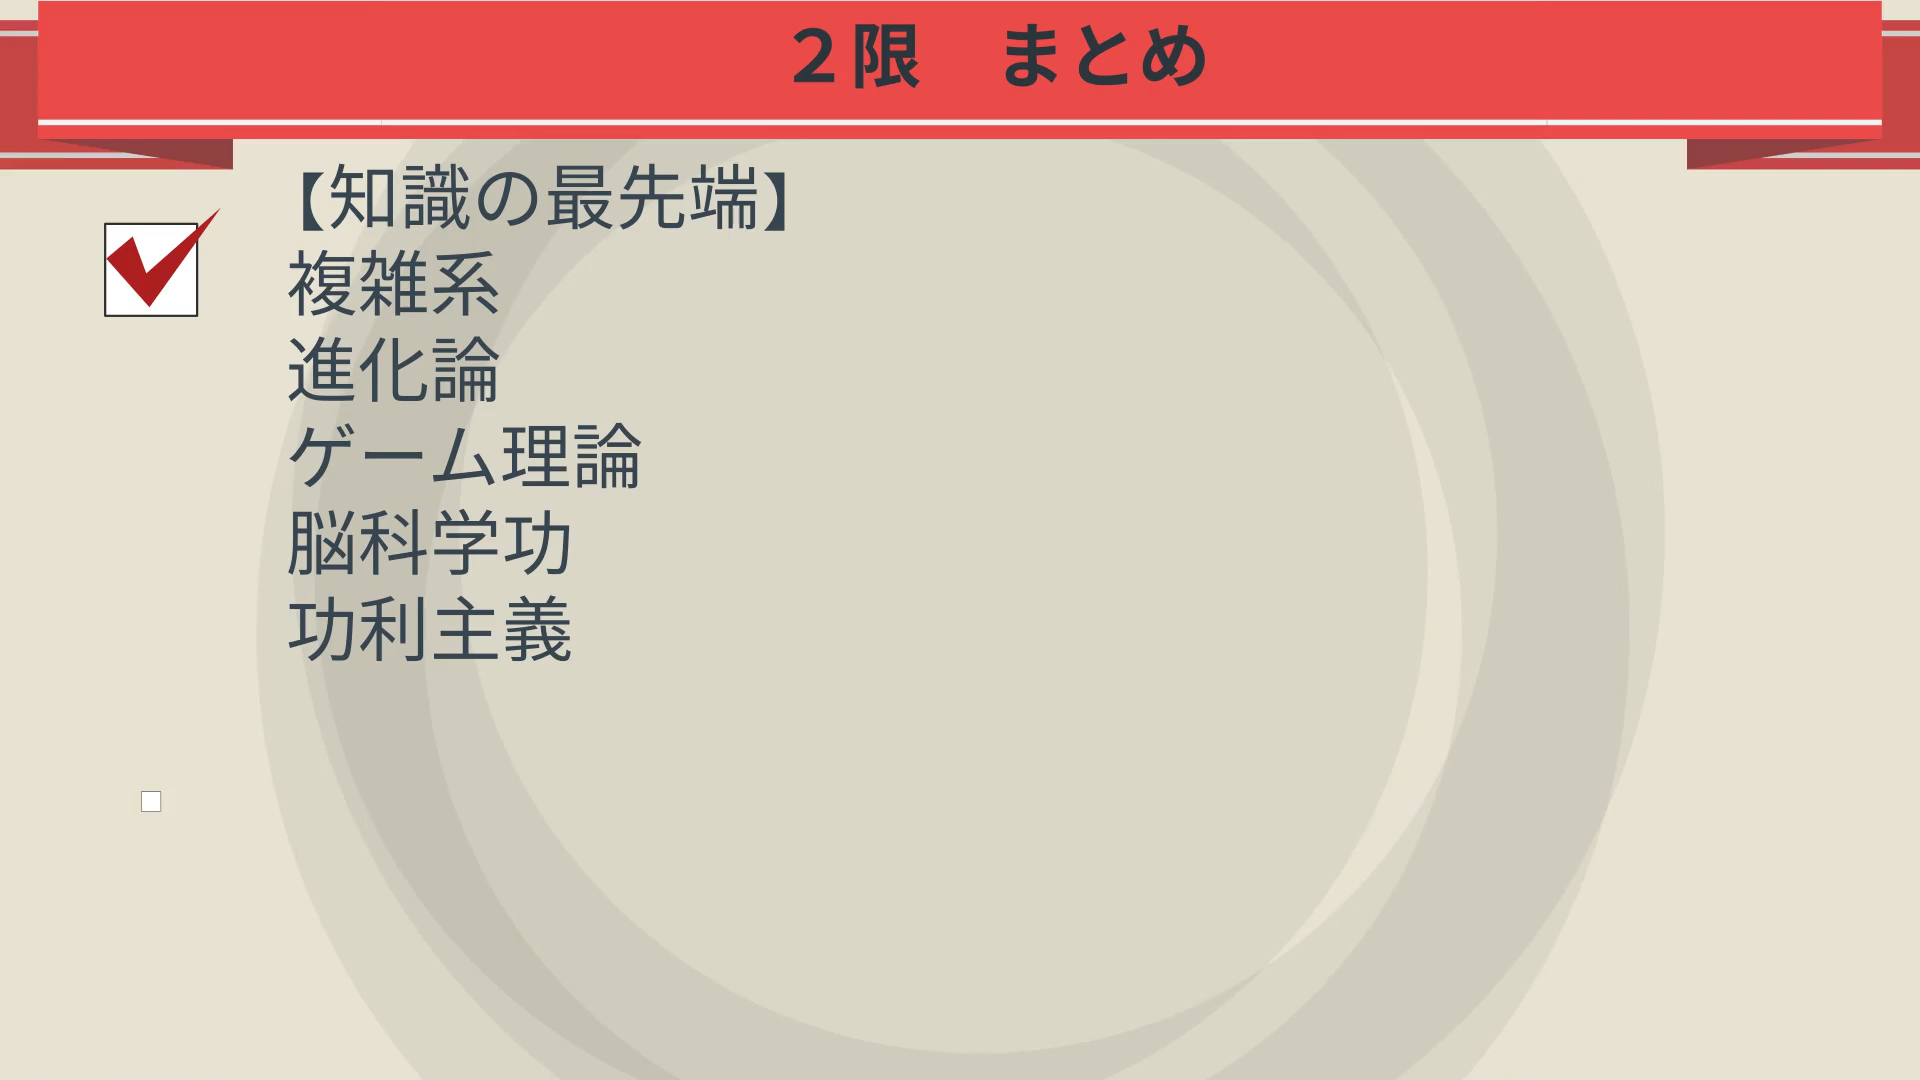 ２限　まとめ
【知識の最先端】
複雑系
進化論
ゲーム理論
脳科学功
功利主義